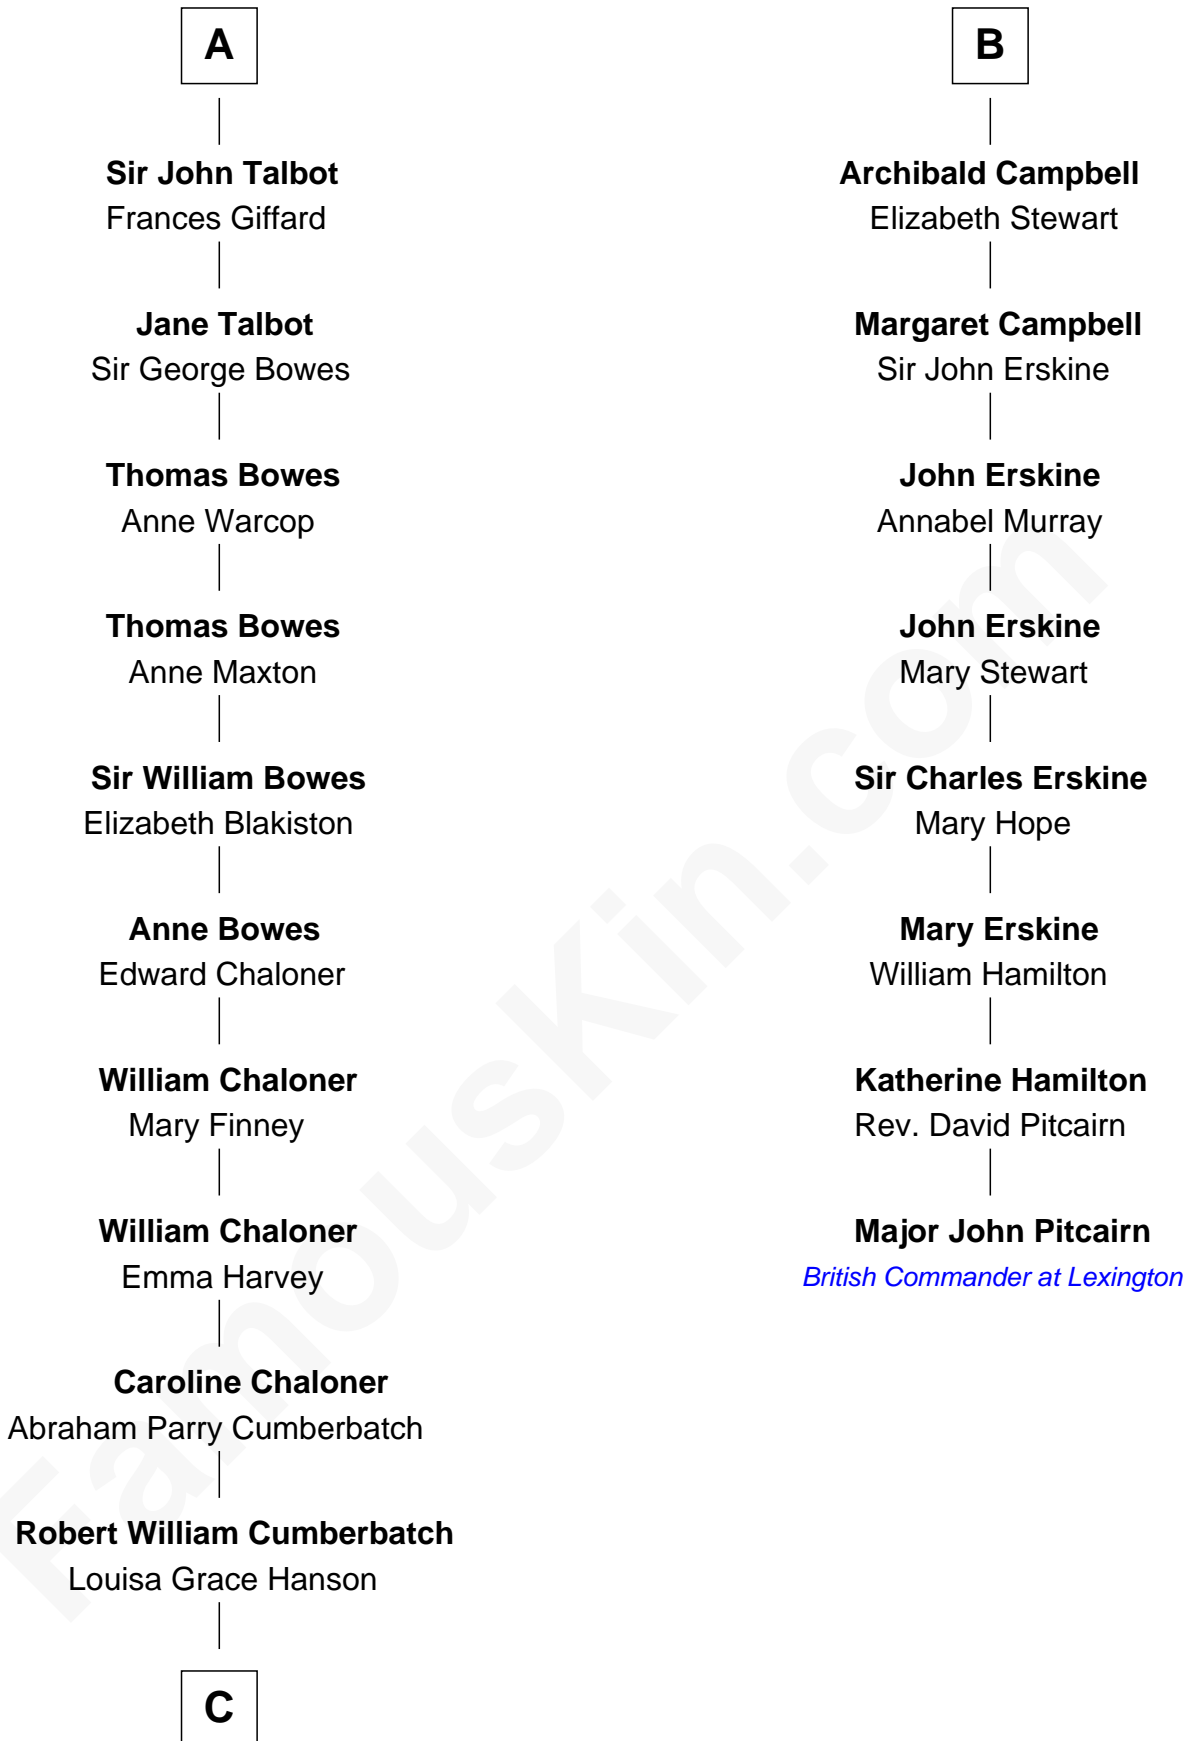 A
Sir John Talbot
Frances Giffard
Jane Talbot
Sir George Bowes
Thomas Bowes
Anne Warcop
Thomas Bowes
Anne Maxton
Sir William Bowes
Elizabeth Blakiston
Anne Bowes
Edward Chaloner
William Chaloner
Mary Finney
William Chaloner
Emma Harvey
Caroline Chaloner
Abraham Parry Cumberbatch
Robert William Cumberbatch
Louisa Grace Hanson
C
B
Archibald Campbell
Elizabeth Stewart
Margaret Campbell
Sir John Erskine
John Erskine
Annabel Murray
John Erskine
Mary Stewart
Sir Charles Erskine
Mary Hope
Mary Erskine
William Hamilton
Katherine Hamilton
Rev. David Pitcairn
Major John Pitcairn
British Commander at Lexington
FamousKin.com